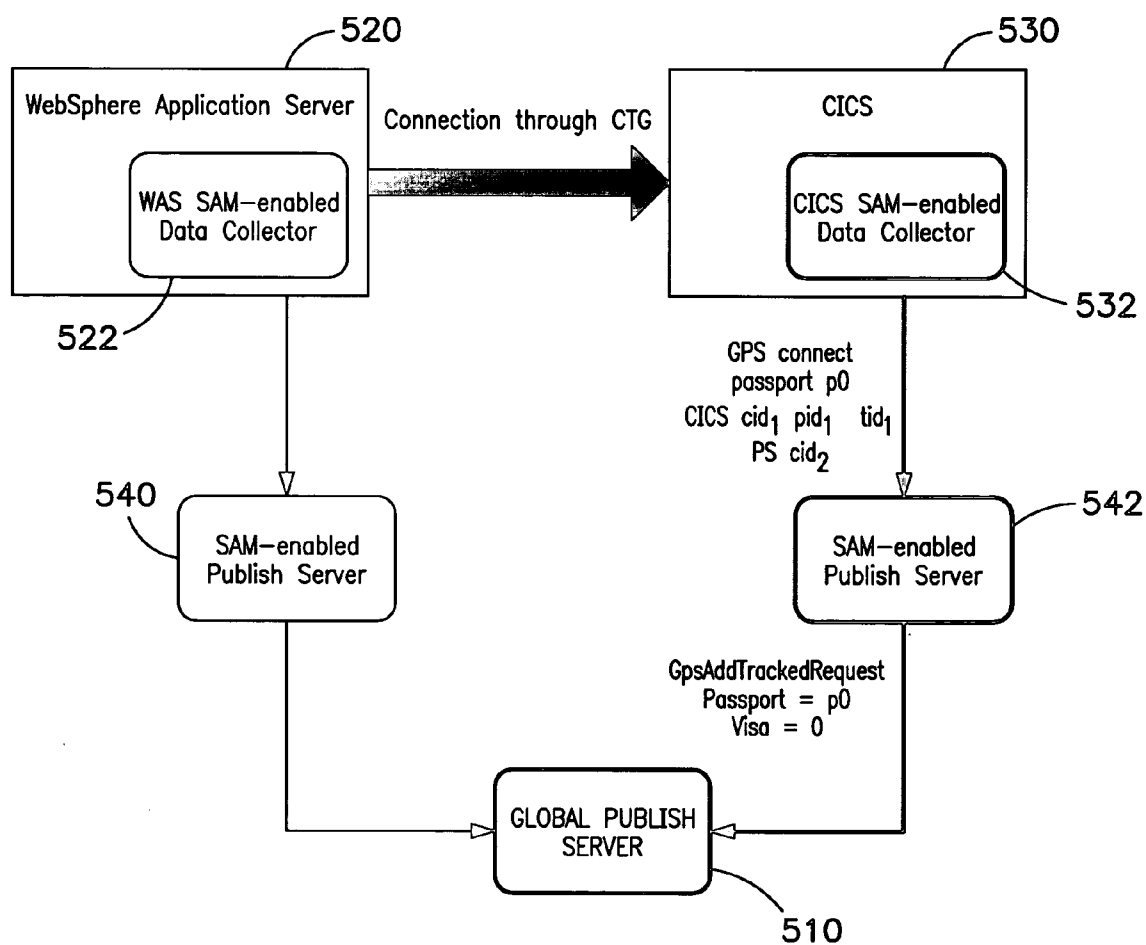 520
530
WebSphere Application Server
Connection through CTG
CICS
WAS SAM-enabled
Data Collector
CICS SAM-enabled
Data Collector
522
532
GPS connect
passport p0
CICS cid1 pid1 tid1
PS cid2
540
542
SAM-enabled
Publish Server
SAM-enabled
Publish Server
GpsAddTrackedRequest
Passport = p0
Visa = 0
GLOBAL PUBLISH
SERVER
510